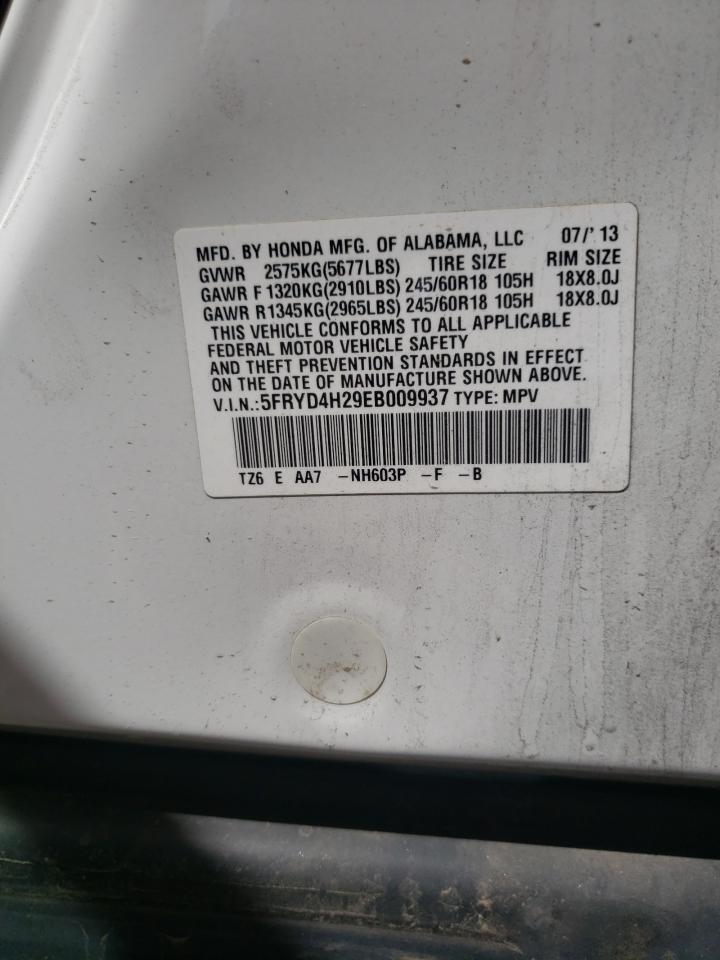 MFD. BY HONDA MFG. OF ALABAMA, LLC 07/' 13
GVWR 2575KG(5677LBS) TIRE SIZE RIM SIZE
GAWR F 1320KG(2910LBS) 245/60R18 105H 18X8.0J
GAWR R1345KG(2965LBS) 245/60R18 105H 18X8.0J
THIS VEHICLE CONFORMS TO ALL APPLICABLE
FEDERAL MOTOR VEHICLE SAFETY
AND THEFT PREVENTION STANDARDS IN EFFECT
ON THE DATE OF MANUFACTURE SHOWN ABOVE.
V.I.N.:5FRYD4H29EB009937 TYPE: MPV
TZ6 E AA7 -NH603P -F -B